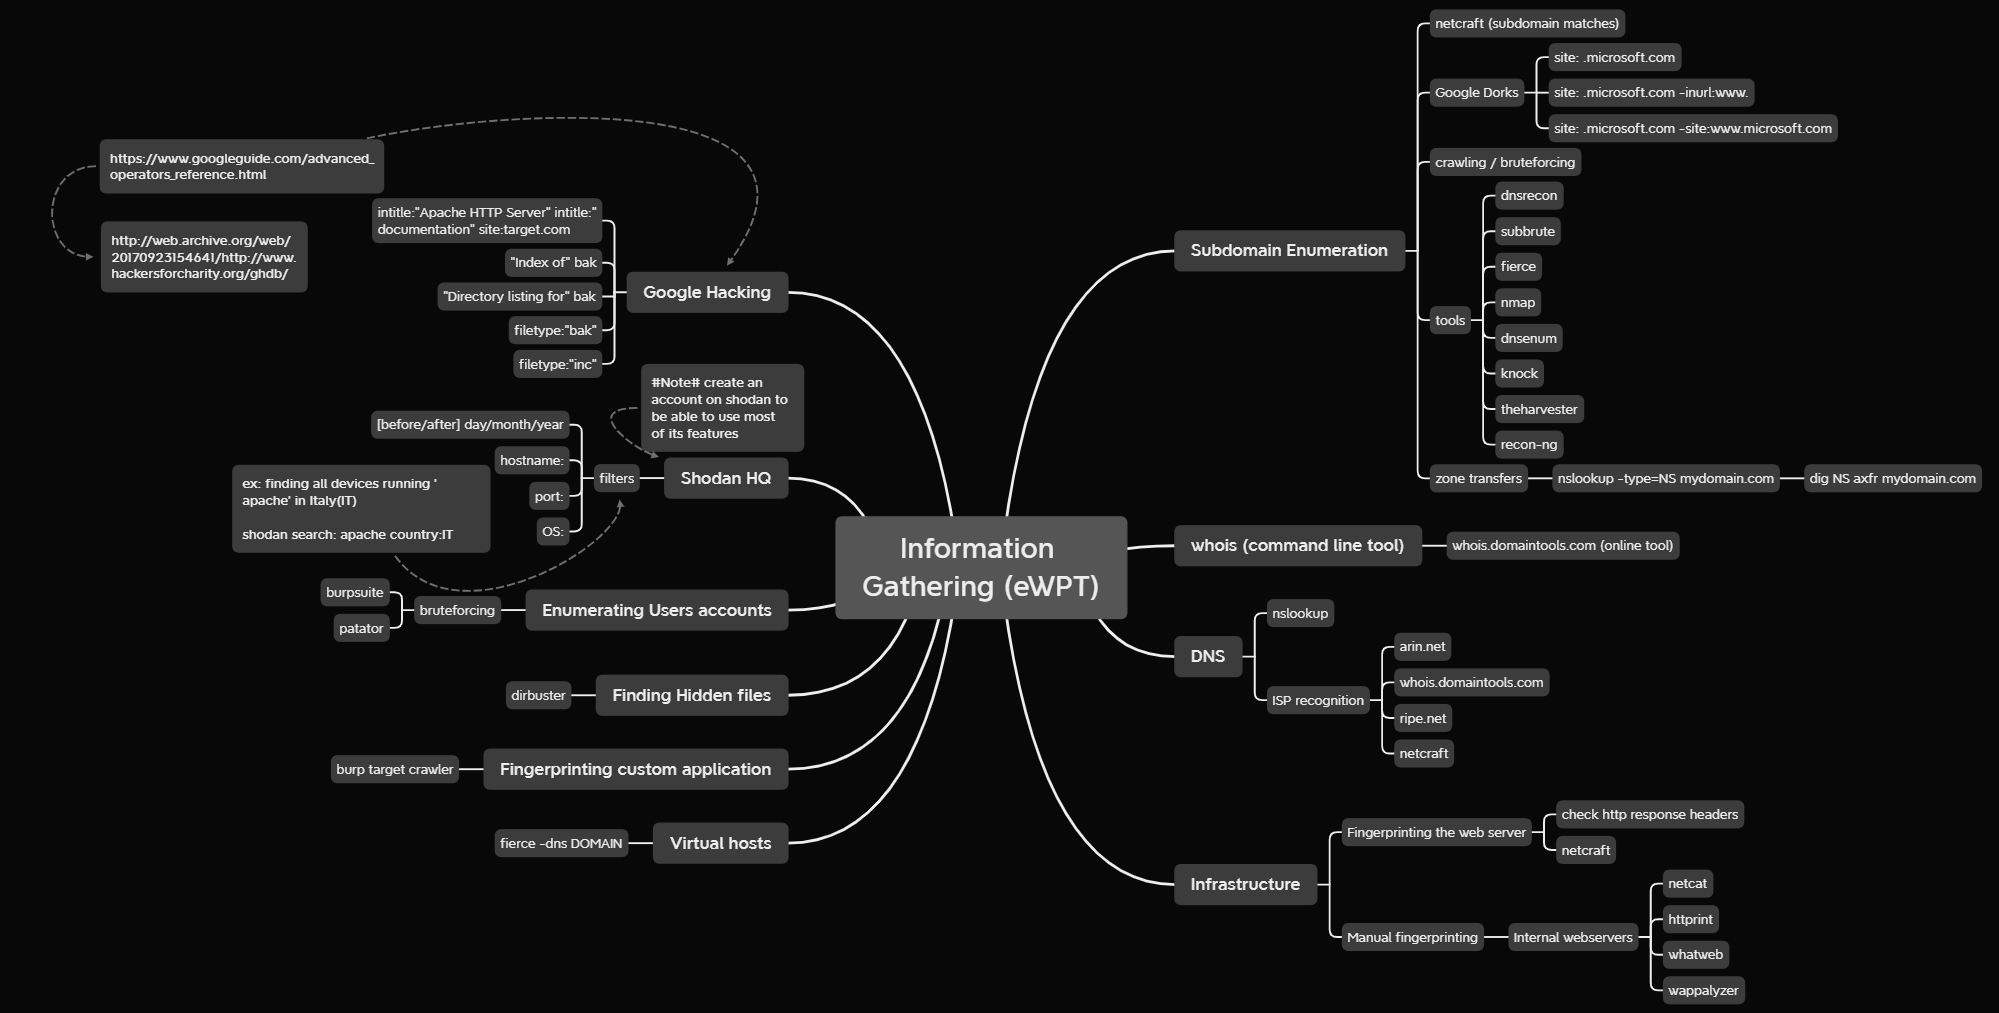 Information
Gathering (eWPT)
Subdomain Enumeration
netcraft (subdomain matches)
Google Dorks
site: .microsoft.com
site: .microsoft.com -inurl:www.
site: .microsoft.com -site:www.microsoft.com
crawling / bruteforcing
tools
dnsrecon
subbrute
fierce
nmap
dnsenum
knock
theharvester
recon-ng
zone transfers
nslookup -type=NS mydomain.com
dig NS axfr mydomain.com
whois (command line tool)
whois.domaintools.com (online tool)
DNS
nslookup
ISP recognition
arin.net
whois.domaintools.com
ripe.net
netcraft
Infrastructure
Fingerprinting the web server
check http response headers
netcraft
Manual fingerprinting
Internal webservers
netcat
httprint
whatweb
wappalyzer
https://www.googleguide.com/advanced_
operators_reference.html
http://web.archive.org/web/
20170923154641/http://www.
hackersforcharity.org/ghdb/
Google Hacking
intitle:"Apache HTTP Server" intitle:"
documentation" site:target.com
"Index of" bak
"Directory listing for" bak
filetype:"bak"
filetype:"inc"
#Note# create an
account on shodan to
be able to use most
of its features
Shodan HQ
filters
[before/after] day/month/year
hostname:
port:
OS:
ex: finding all devices running '
apache' in Italy(IT)
shodan search: apache country:IT
Enumerating Users accounts
bruteforcing
burpsuite
patator
Finding Hidden files
dirbuster
Fingerprinting custom application
burp target crawler
Virtual hosts
fierce -dns DOMAIN